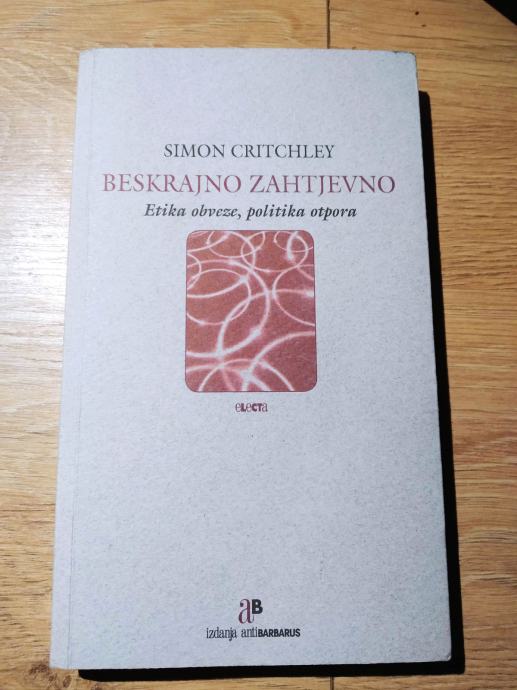 SIMON CRITCHLEY
BESKRAJNO ZAHTJEVNO
Etika obveze, politika otpora
eLECTa
aB
izdanja antiBARBARUS